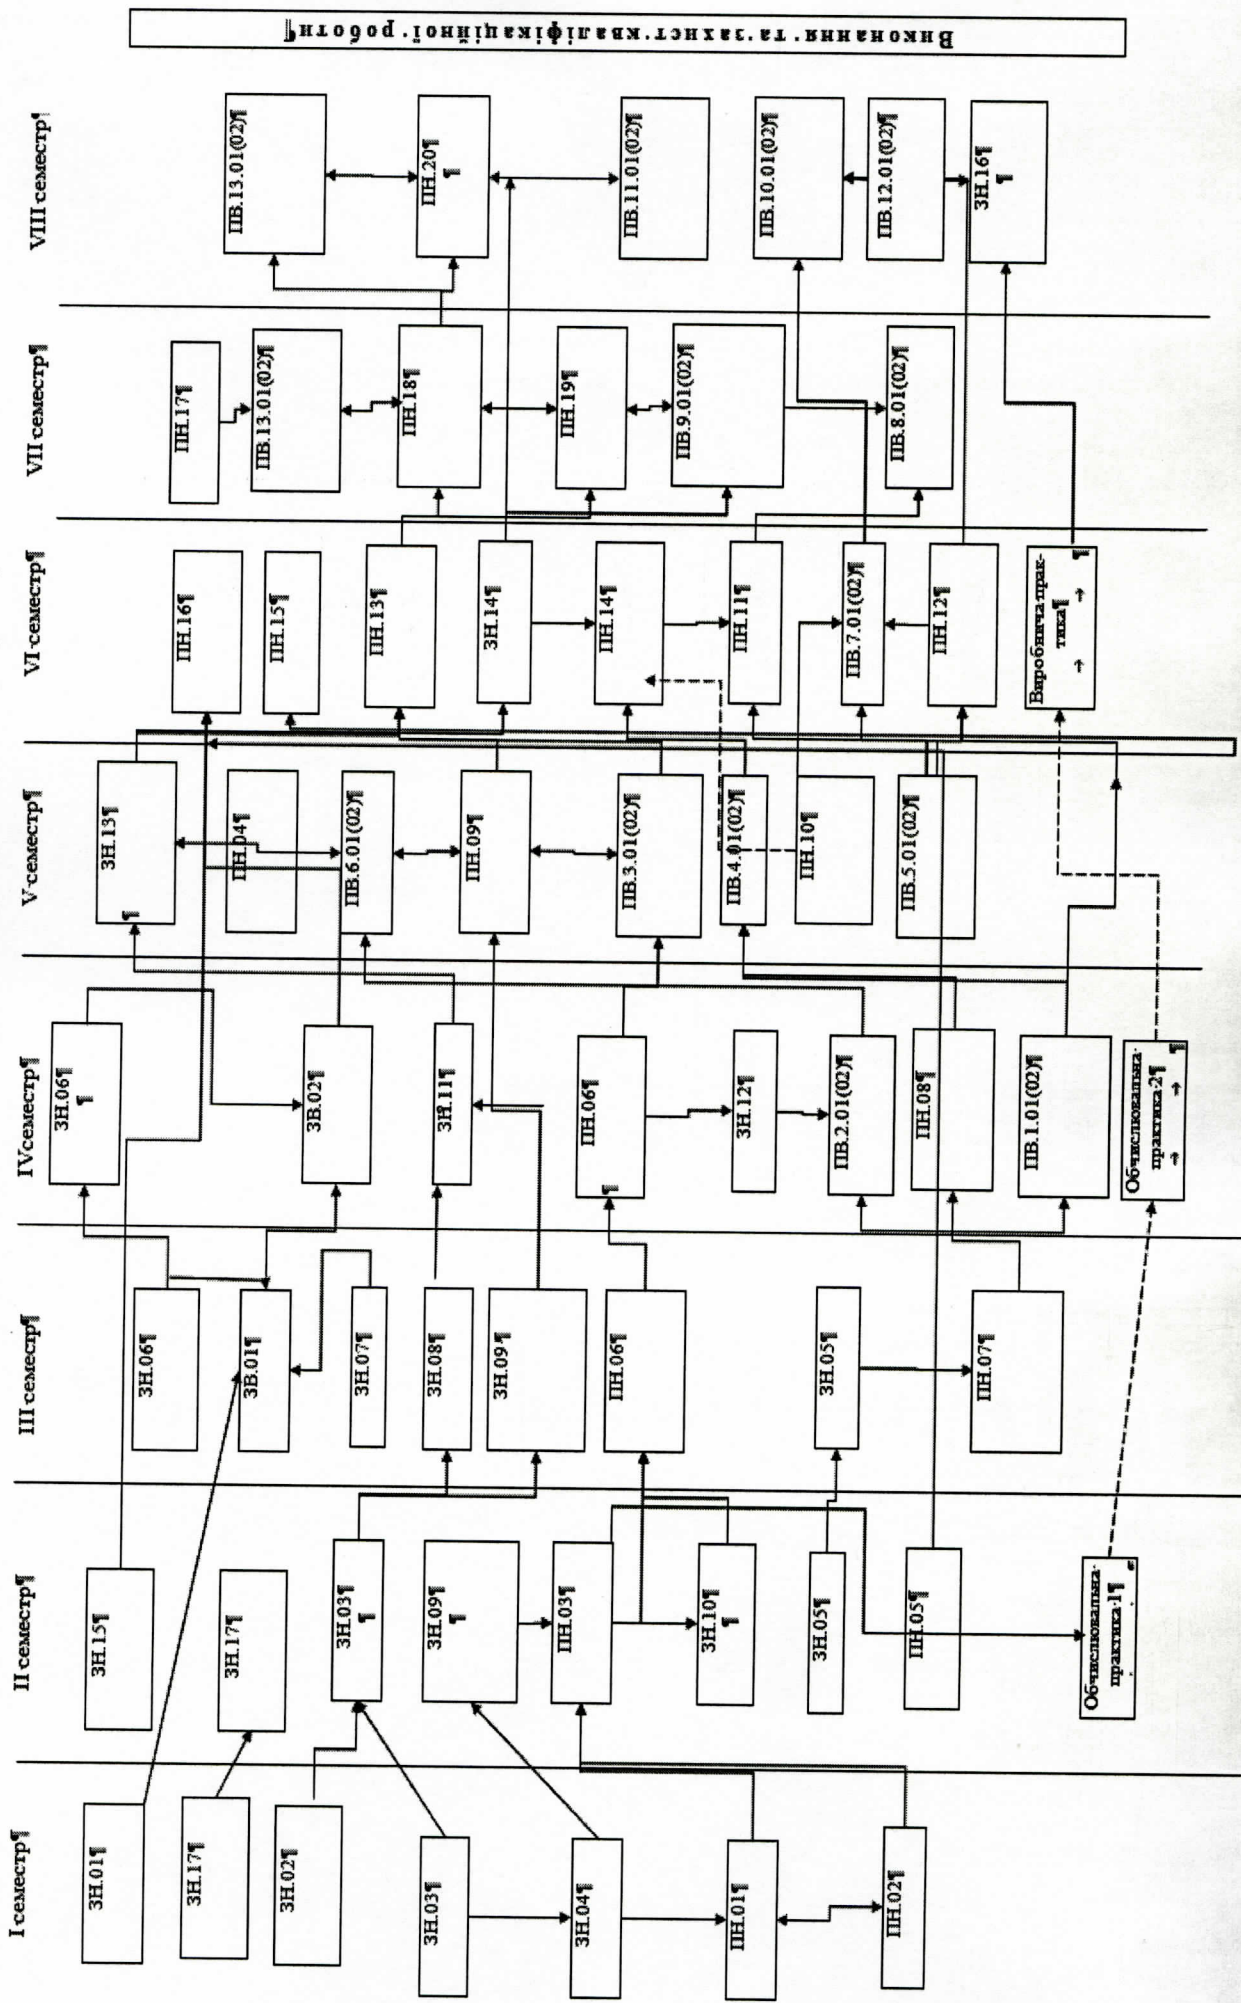 I·семестр¶
ЗН.01¶
ЗН.17¶
ЗН.02¶
ЗН.03¶
ЗН.04¶
ПН.01¶
ПН.02¶
II·семестр¶
ЗН.15¶
ЗН.17¶
ЗН.03¶
¶
ЗН.09¶
¶
ПН.03¶
ЗН.10¶
¶
ЗН.05¶
ПН.05¶
Обчислювальна·
практика·1¶
III·семестр¶
ЗН.06¶
ЗВ.01¶
ЗН.07¶
ЗН.08¶
ЗН.09¶
ПН.06¶
ЗН.05¶
ПН.07¶
IVсеместр¶
ЗН.06¶
¶
ЗВ.02¶
ЗН.11¶
ПН.06¶
¶
ЗН.12¶
ПВ.2.01(02)¶
ПН.08¶
ПВ.1.01(02)¶
Обчислювальна·
практика·2¶
→ → ¶
V·семестр¶
ЗН.13¶
¶
ПН.04¶
ПВ.6.01(02)¶
ПН.09¶
ПВ.3.01(02)¶
ПВ.4.01(02)¶
ПН.10¶
ПВ.5.01(02)¶
VI·семестр¶
ПН.16¶
ПН.15¶
ПН.13¶
ЗН.14¶
ПН.14¶
ПН.11¶
ПВ.7.01(02)¶
ПН.12¶
Виробнича·прак-
тика¶
→ → ¶
VII·семестр¶
ПН.17¶
ПВ.13.01(02)¶
ПН.18¶
ПН.19¶
ПВ.9.01(02)¶
ПВ.8.01(02)¶
VIII·семестр¶
ПВ.13.01(02)¶
ПН.20¶
¶
ПВ.11.01(02)¶
ПВ.10.01(02)¶
ПВ.12.01(02)¶
ЗН.16¶
¶
Виконання·та·захист·кваліфікаційної·роботи¶